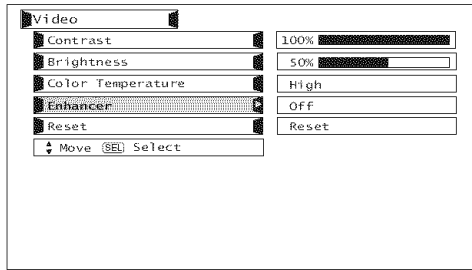 Video
Contrast 100%
Brightness 50%
Color Temperature High
Enhancer Off
Reset Reset
Move SEL Select